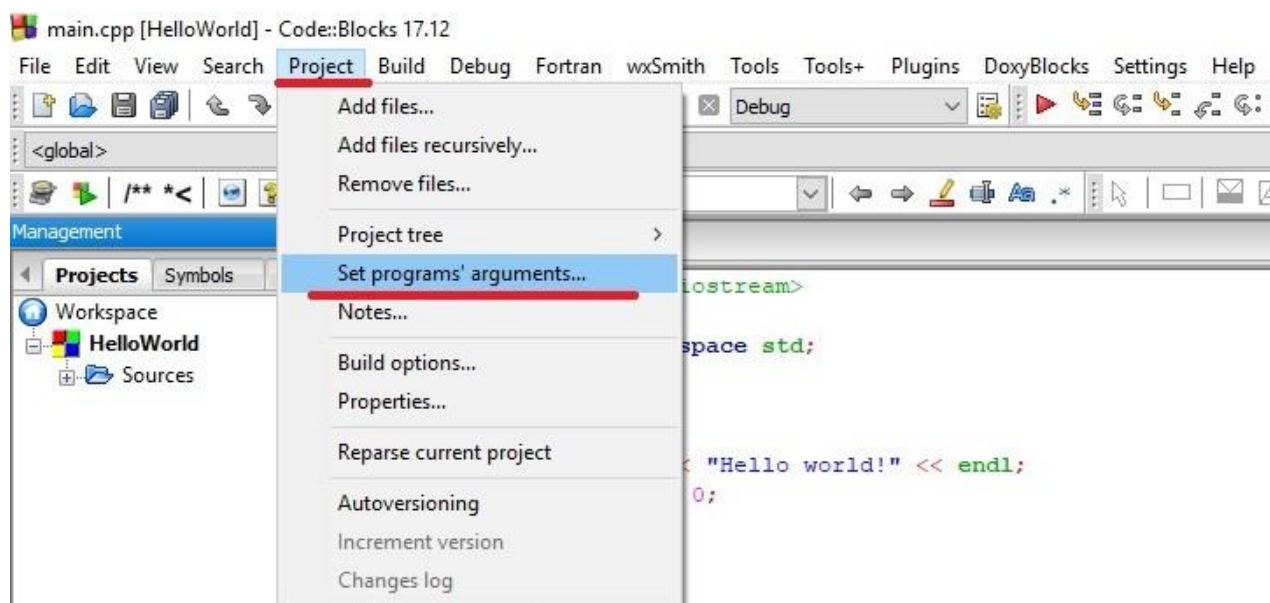 main.cpp [HelloWorld] - Code::Blocks 17.12
File Edit View Search Project Build Debug Fortran wxSmith Tools Tools+ Plugins DoxyBlocks Settings Help
Add files...
Debug
<global>
Add files recursively...
/** *<
Remove files...
Aa .*
Management
Project tree
Projects Symbols
Set programs' arguments...
iostream>
Workspace
Notes...
HelloWorld
space std;
Sources
Build options...
Properties...
Reparse current project
< "Hello world!" << endl;
Autoversioning
0;
Increment version
Changes log